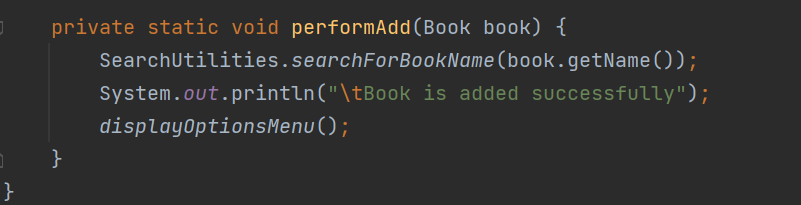 private static void performAdd(Book book) {
SearchUtilities.searchForBookName(book.getName());
System.out.println("\tBook is added successfully");
displayOptionsMenu();
}
}